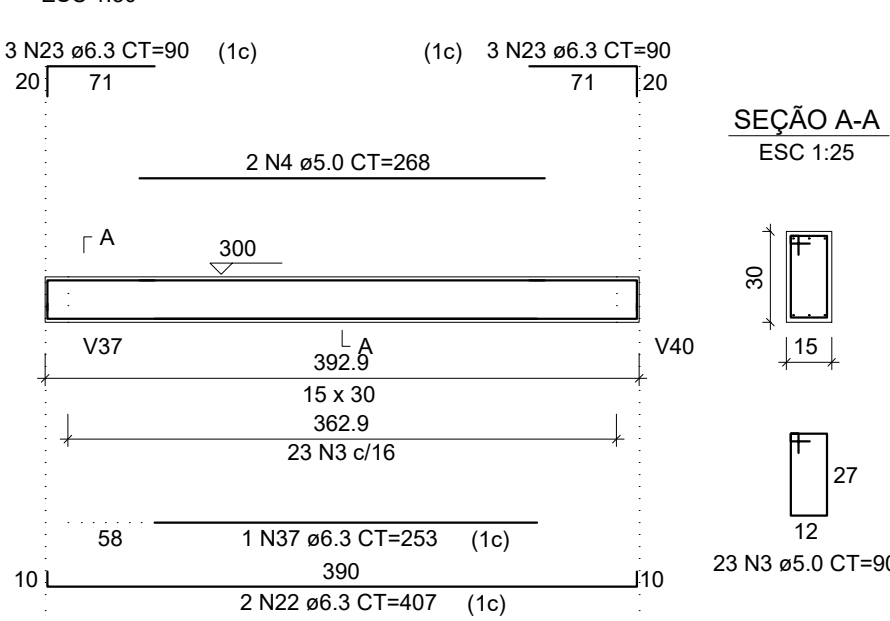 3 N23 ø6.3 CT=90 (1c) (1c) 3 N23 ø6.3 CT=90
20 71 71 20
SEÇÃO A-A
ESC 1:25
2 N4 ø5.0 CT=268
A
300
30
V37 A V40 15
392.9
15 x 30
362.9
23 N3 c/16
27
58 1 N37 ø6.3 CT=253 (1c) 12
23 N3 ø5.0 CT=90
10 390 10
2 N22 ø6.3 CT=407 (1c)